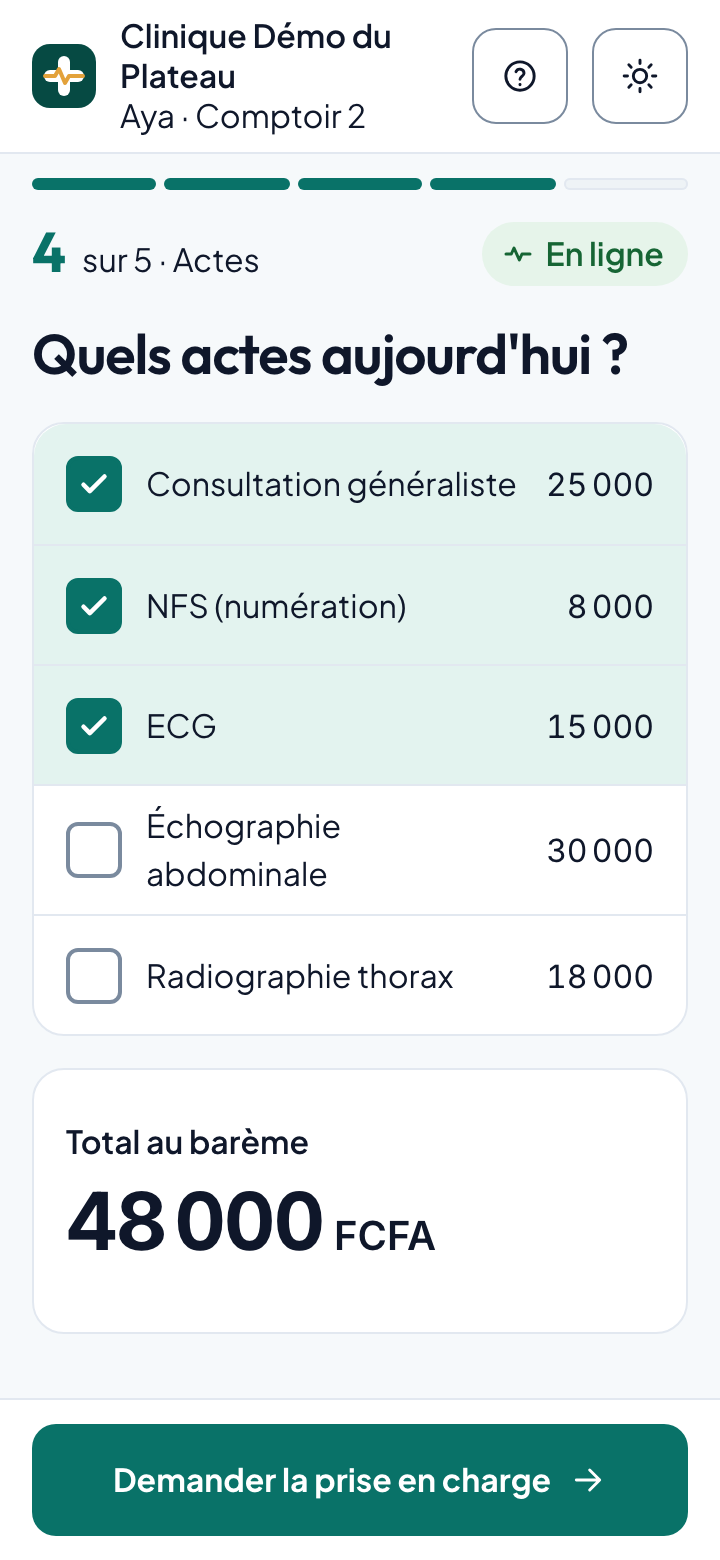 Clinique Démo du
Plateau
Aya · Comptoir 2
4 sur 5 · Actes
En ligne
Quels actes aujourd'hui ?
Consultation généraliste 25 000
NFS (numération) 8 000
ECG 15 000
Échographie
abdominale 30 000
Radiographie thorax 18 000
Total au barème
48 000 FCFA
Demander la prise en charge →